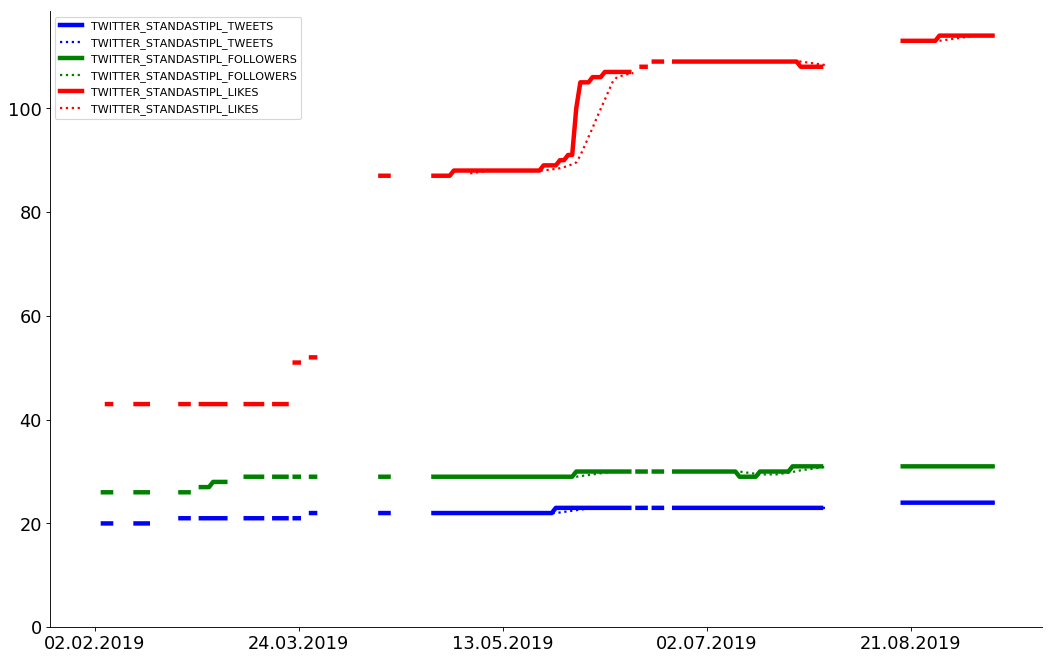 TWITTER_STANDASTIPL_TWEETS
TWITTER_STANDASTIPL_TWEETS
TWITTER_STANDASTIPL_FOLLOWERS
TWITTER_STANDASTIPL_FOLLOWERS
TWITTER_STANDASTIPL_LIKES
TWITTER_STANDASTIPL_LIKES
100
80
60
40
20
0
02.02.2019 24.03.2019 13.05.2019 02.07.2019 21.08.2019